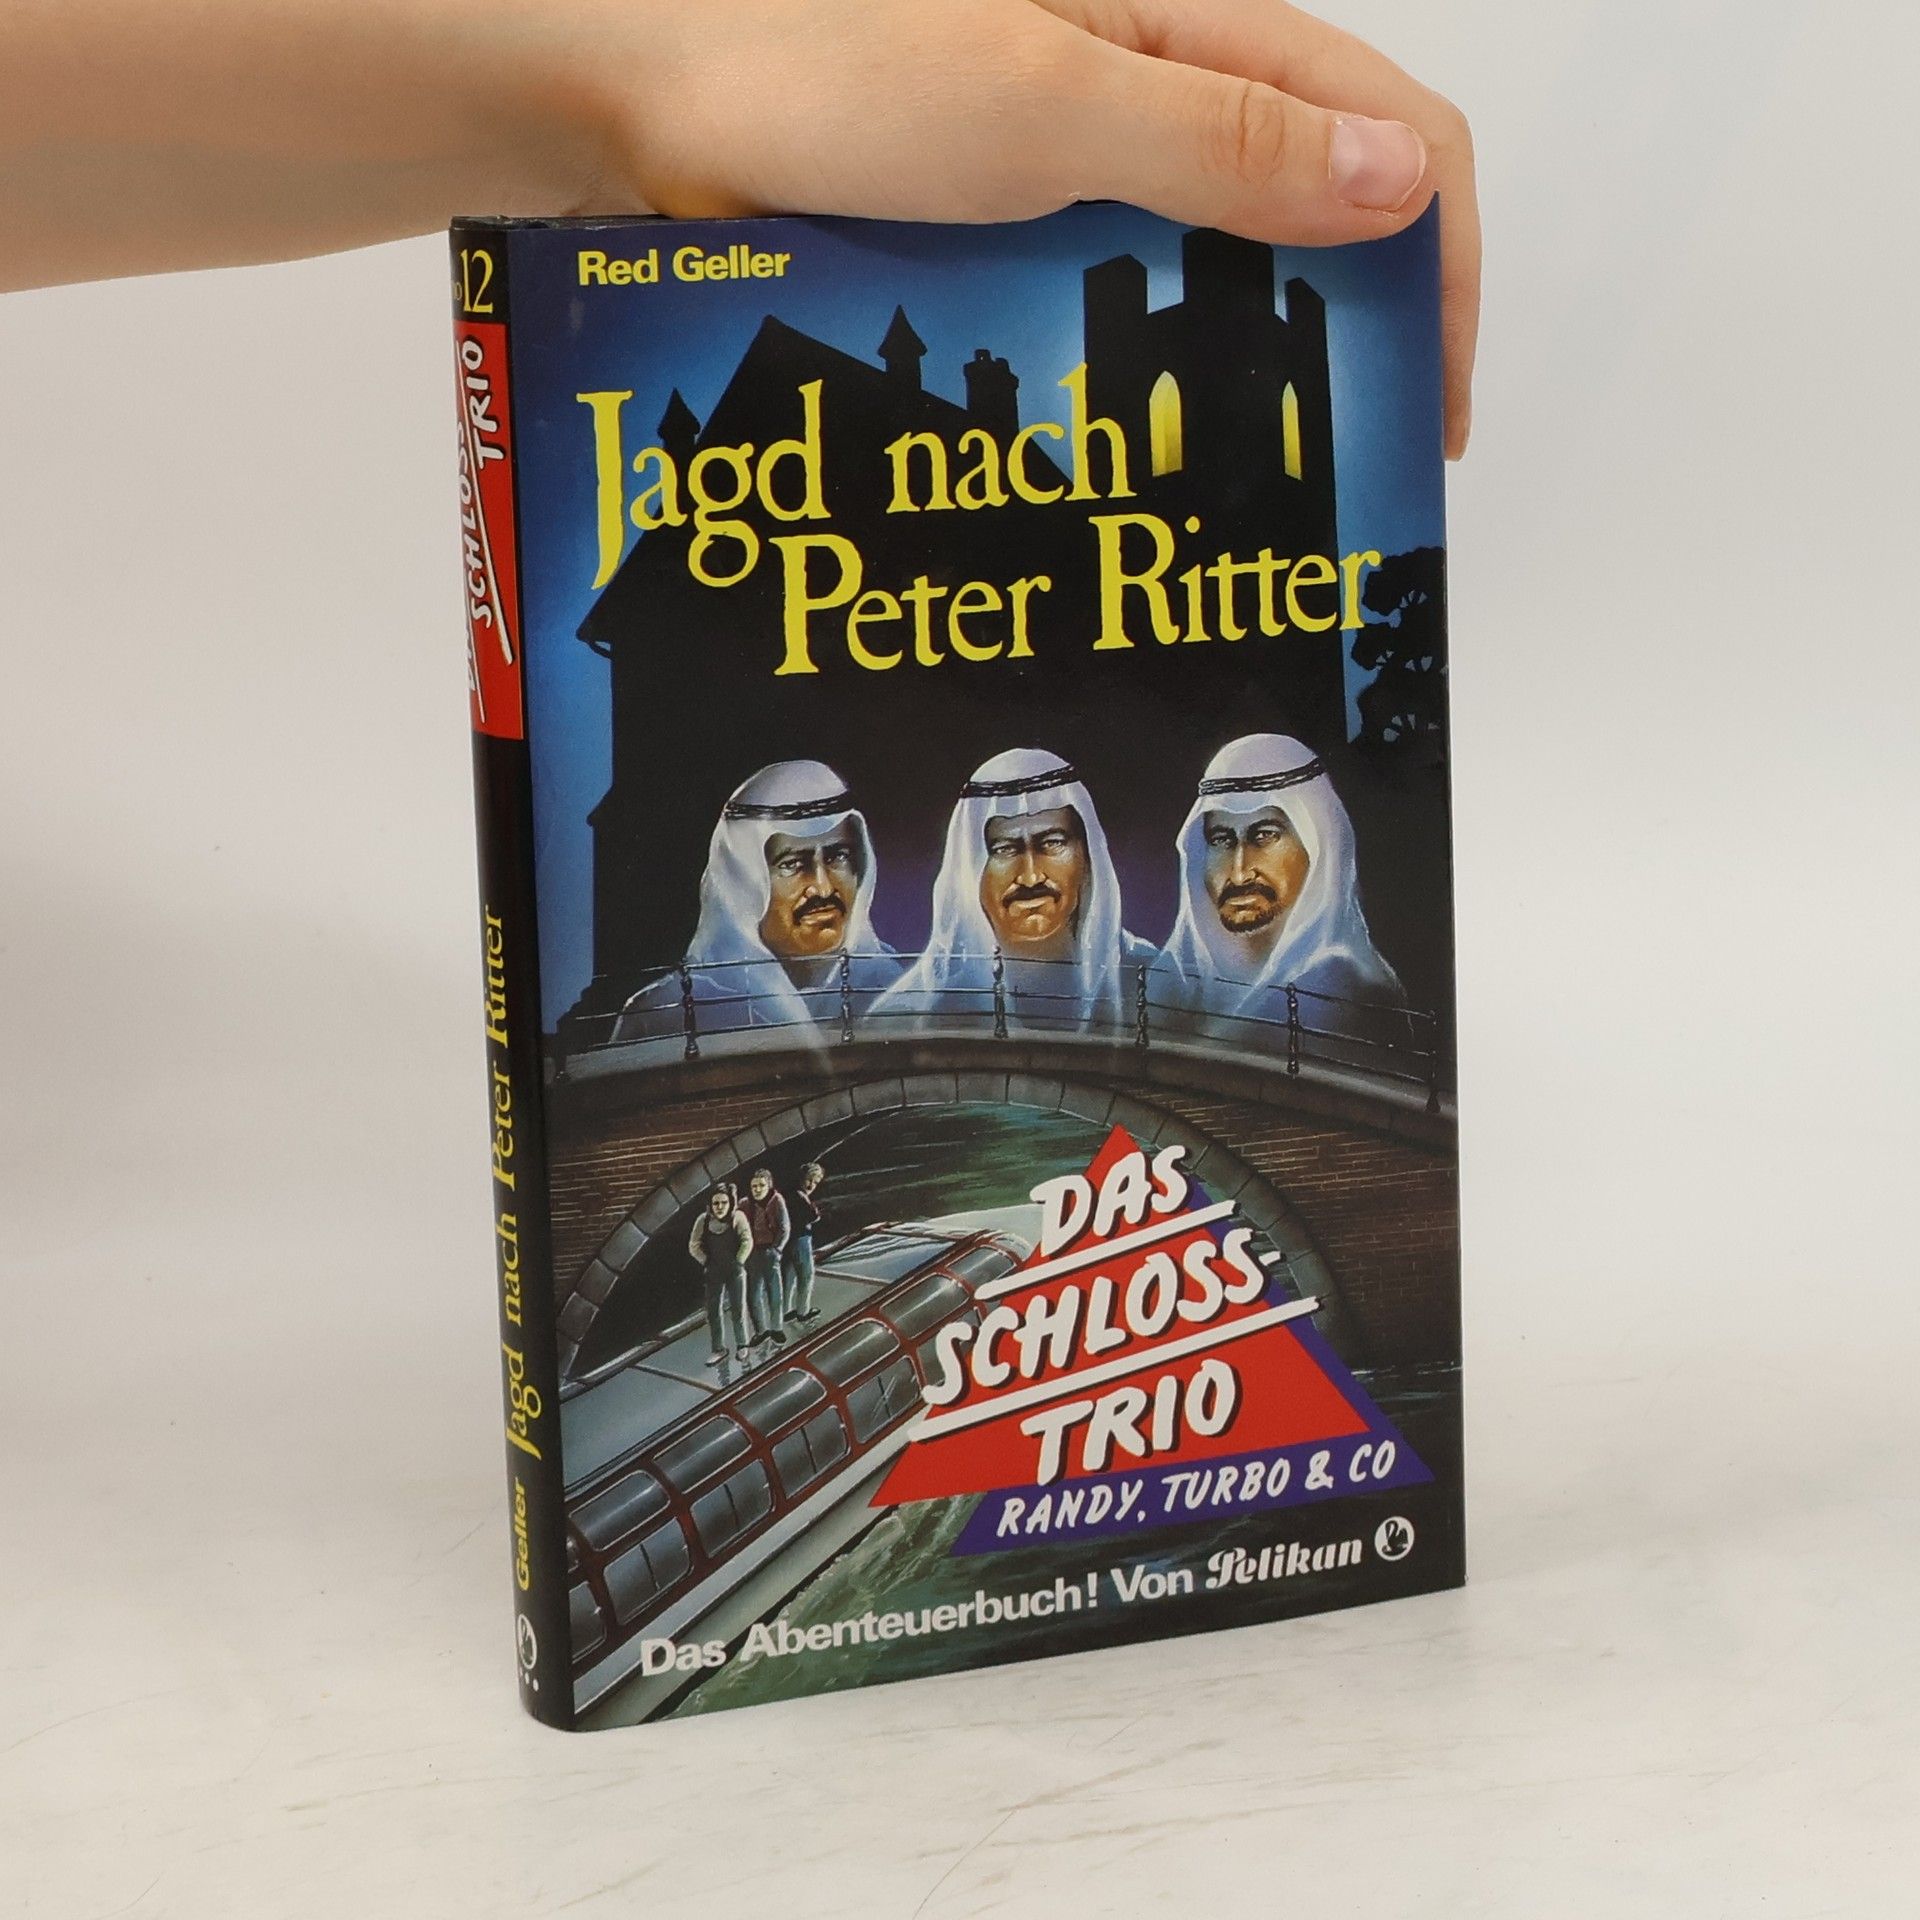 Red Geller
Jagd nach
Peter Ritter
DAS
SCHLOSS-
TRIO
RANDY, TURBO & CO
Das Abenteuerbuch! Von Pelikan
12
SCHLOSS
TRIO
Geller Jagd nach Peter Ritter